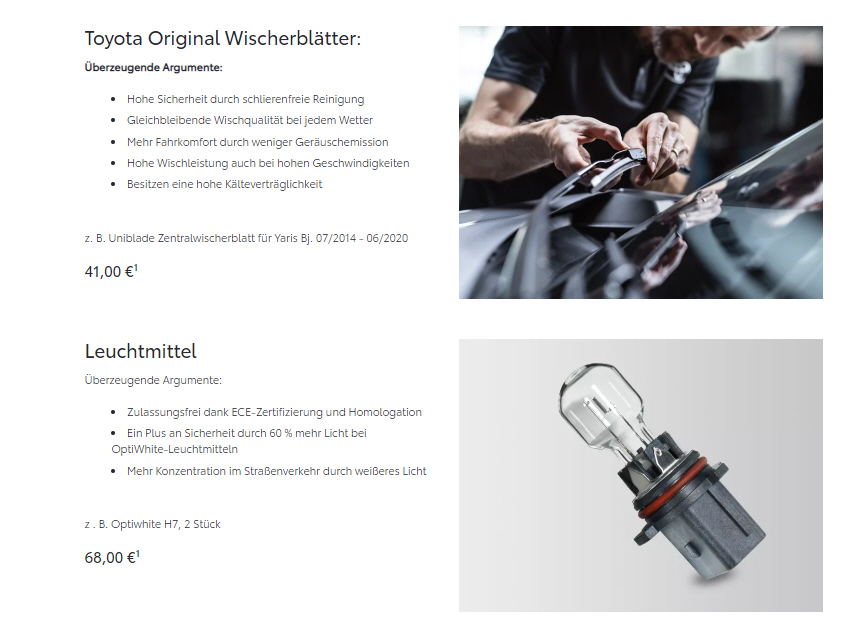 Toyota Original Wischerblätter:
Überzeugende Argumente:
• Hohe Sicherheit durch schlierenfreie Reinigung
• Gleichbleibende Wischqualität bei jedem Wetter
• Mehr Fahrkomfort durch weniger Geräuschemission
• Hohe Wischleistung auch bei hohen Geschwindigkeiten
• Besitzen eine hohe Kälteverträglichkeit
z. B. Uniblade Zentralwischerblatt für Yaris Bj. 07/2014 - 06/2020
41,00 €¹
Leuchtmittel
Überzeugende Argumente:
• Zulassungsfrei dank ECE-Zertifizierung und Homologation
• Ein Plus an Sicherheit durch 60 % mehr Licht bei
OptiWhite-Leuchtmitteln
• Mehr Konzentration im Straßenverkehr durch weißeres Licht
z . B. Optiwhite H7, 2 Stück
68,00 €¹